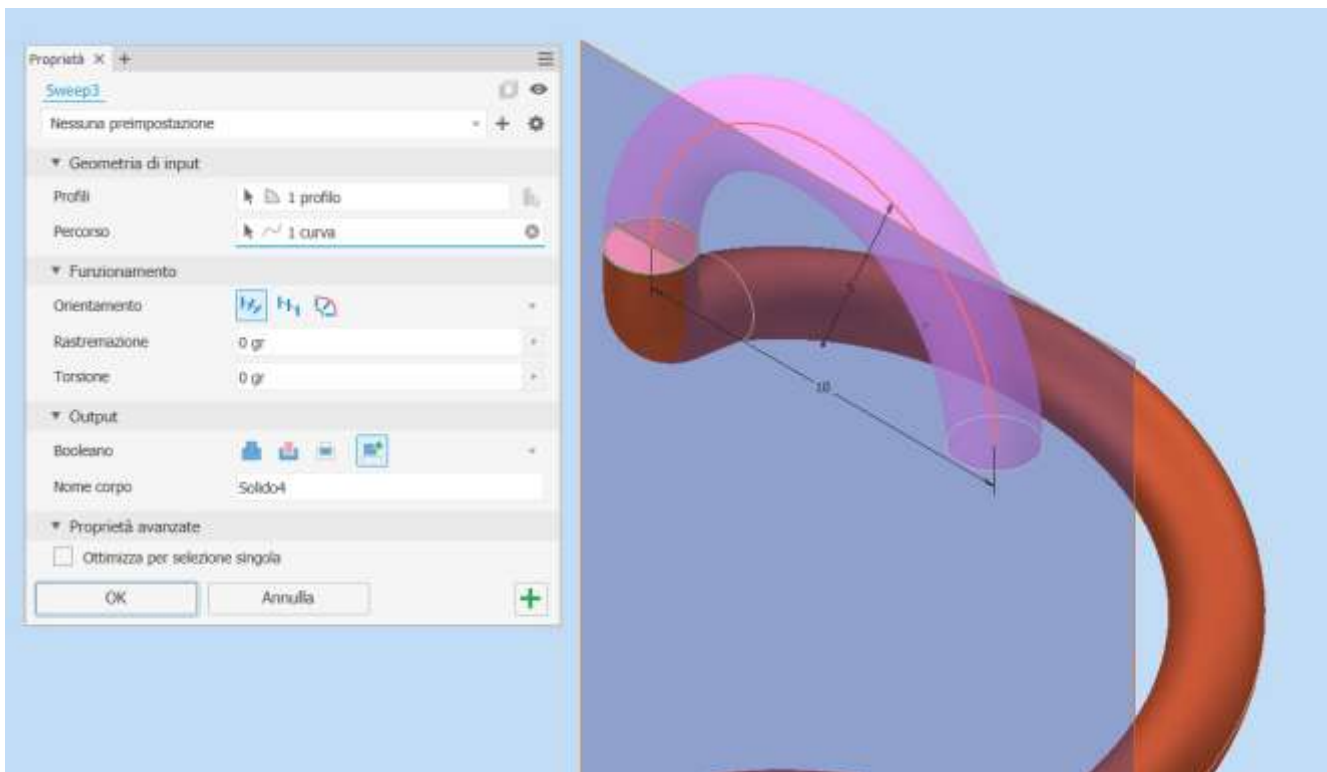 Proprietà × +
Sweep3
Nessuna preimpostazione
Geometria di input
Profili 1 profilo
Percorso 1 curva
Funzionamento
Orientamento
Rastremazione 0 gr
Torsione 0 gr
Output
Booleano
Nome corpo Solido4
Proprietà avanzate
Ottimizza per selezione singola
OK Annulla
10